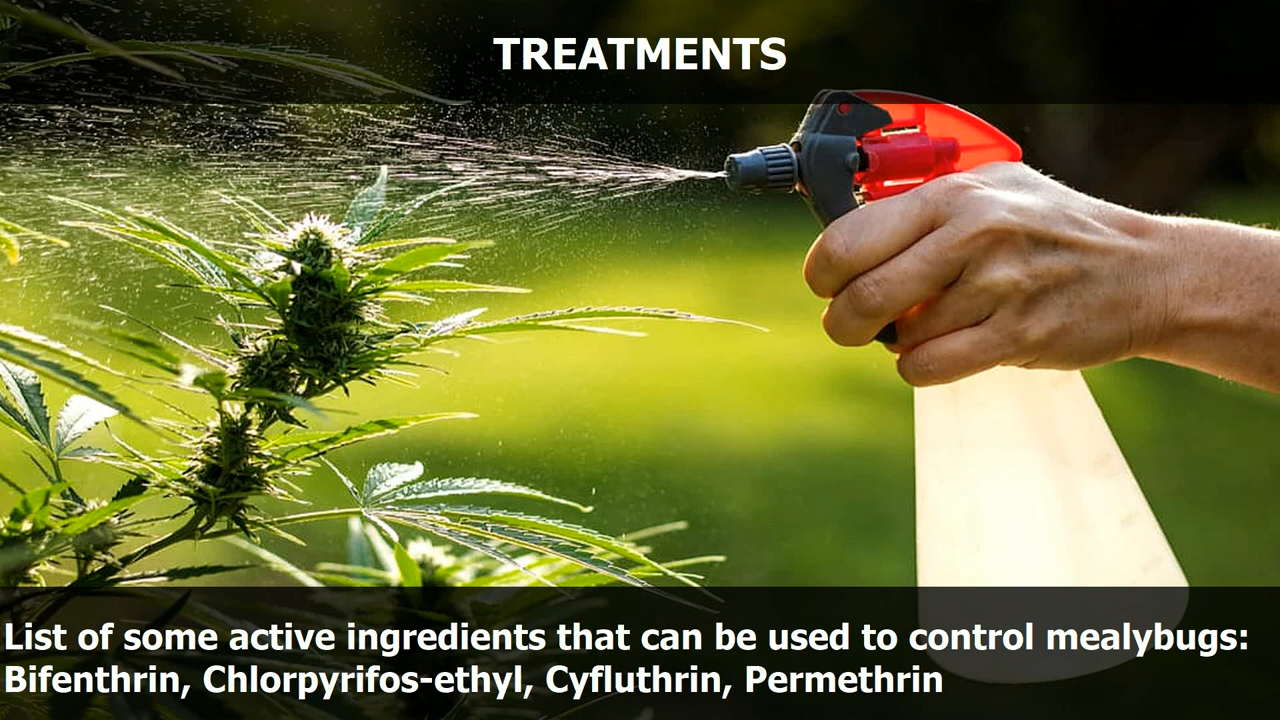 TREATMENTS
List of some active ingredients that can be used to control mealybugs:
Bifenthrin, Chlorpyrifos-ethyl, Cyfluthrin, Permethrin